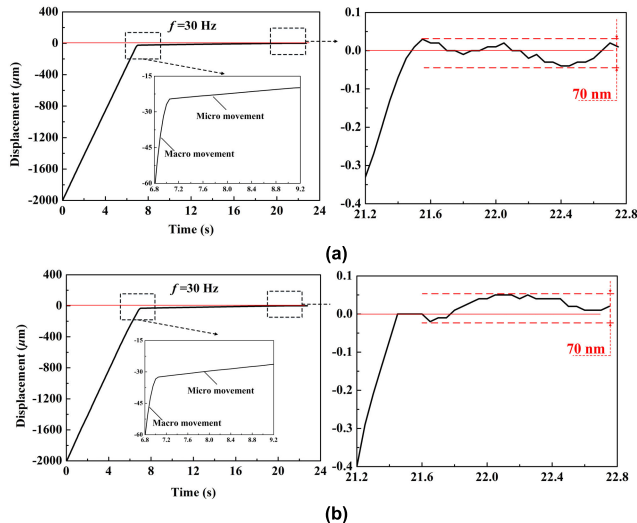 400
0
-400
-800
-1200
-1600
-2000
Displacement (μm)
f=30 Hz
-15
-30
-45
-60
Micro movement
Macro movement
6.8 7.2 7.6 8.0 8.4 8.8 9.2
0 4 8 12 16 20 24
Time (s)
0.1
0.0
-0.1
-0.2
-0.3
-0.4
70 nm
21.2 21.6 22.0 22.4 22.8
(a)
400
0
-400
-800
-1200
-1600
-2000
Displacement (μm)
f=30 Hz
-15
-30
-45
-60
Micro movement
Macro movement
6.8 7.2 7.6 8.0 8.4 8.8 9.2
0 4 8 12 16 20 24
Time (s)
0.1
0.0
-0.1
-0.2
-0.3
-0.4
70 nm
21.2 21.6 22.0 22.4 22.8
(b)